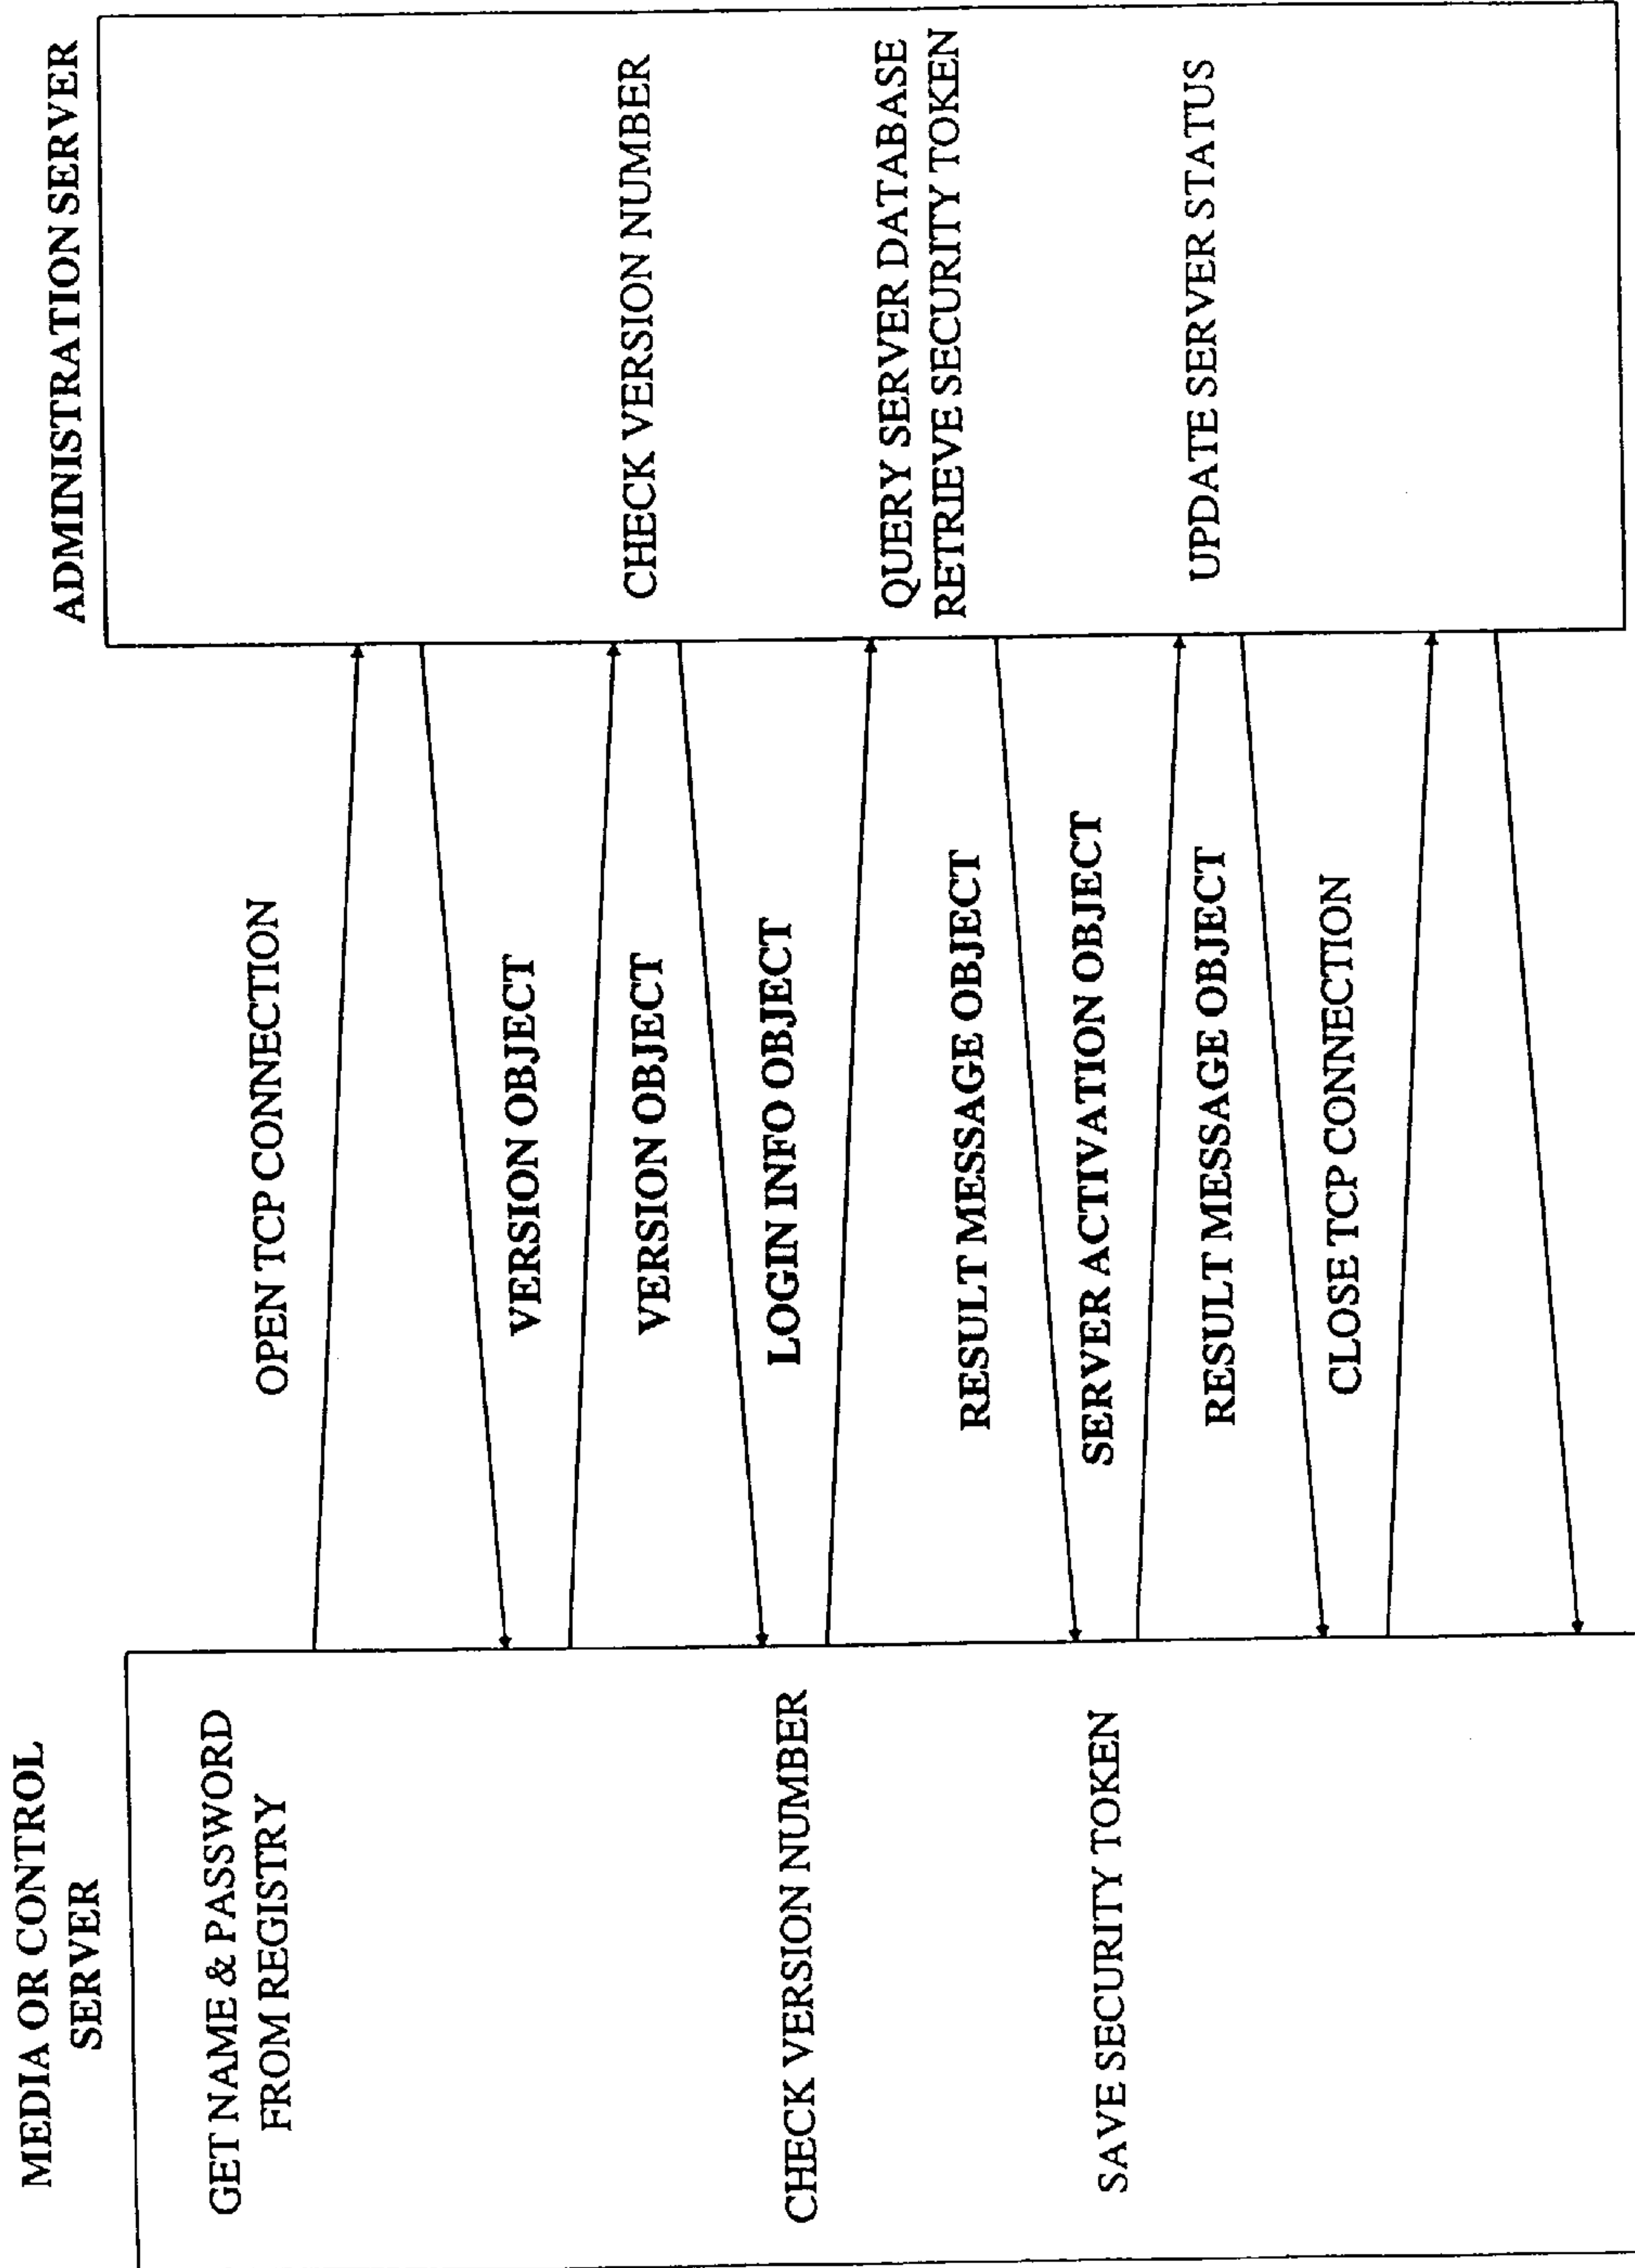 MEDIA OR CONTROL
SERVER
ADMINISTRATION SERVER
GET NAME & PASSWORD
FROM REGISTRY
OPEN TCP CONNECTION
VERSION OBJECT
VERSION OBJECT
CHECK VERSION NUMBER
CHECK VERSION NUMBER
LOGIN INFO OBJECT
QUERY SERVER DATABASE
RETRIEVE SECURITY TOKEN
RESULT MESSAGE OBJECT
SAVE SECURITY TOKEN
SERVER ACTIVATION OBJECT
UPDATE SERVER STATUS
RESULT MESSAGE OBJECT
CLOSE TCP CONNECTION